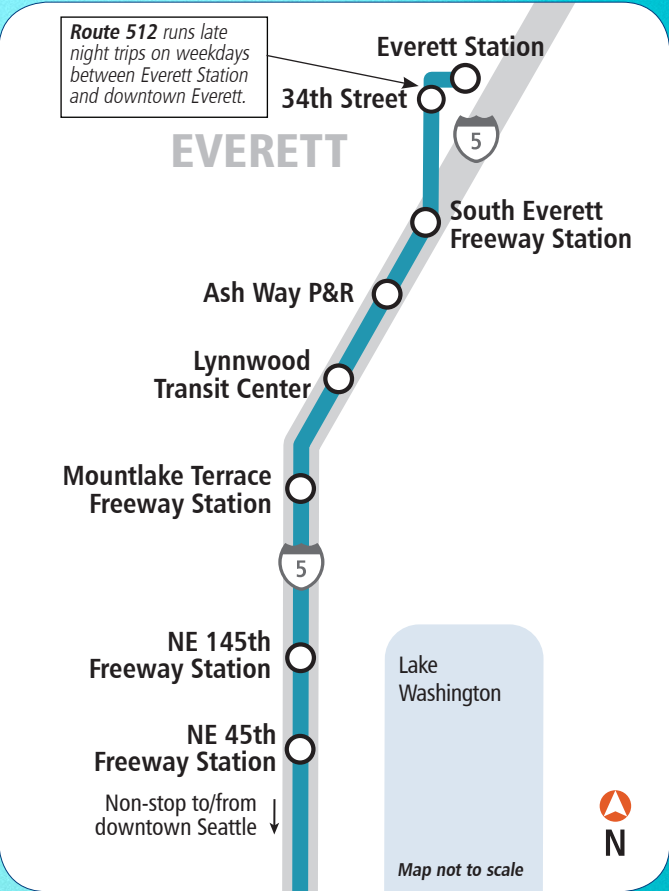 Route 512 runs late
night trips on weekdays
between Everett Station
and downtown Everett.
Everett Station
34th Street
EVERETT
5
South Everett
Freeway Station
Ash Way P&R
Lynnwood
Transit Center
Mountlake Terrace
Freeway Station
5
NE 145th
Freeway Station
Lake
Washington
NE 45th
Freeway Station
Non-stop to/from
downtown Seattle
N
Map not to scale